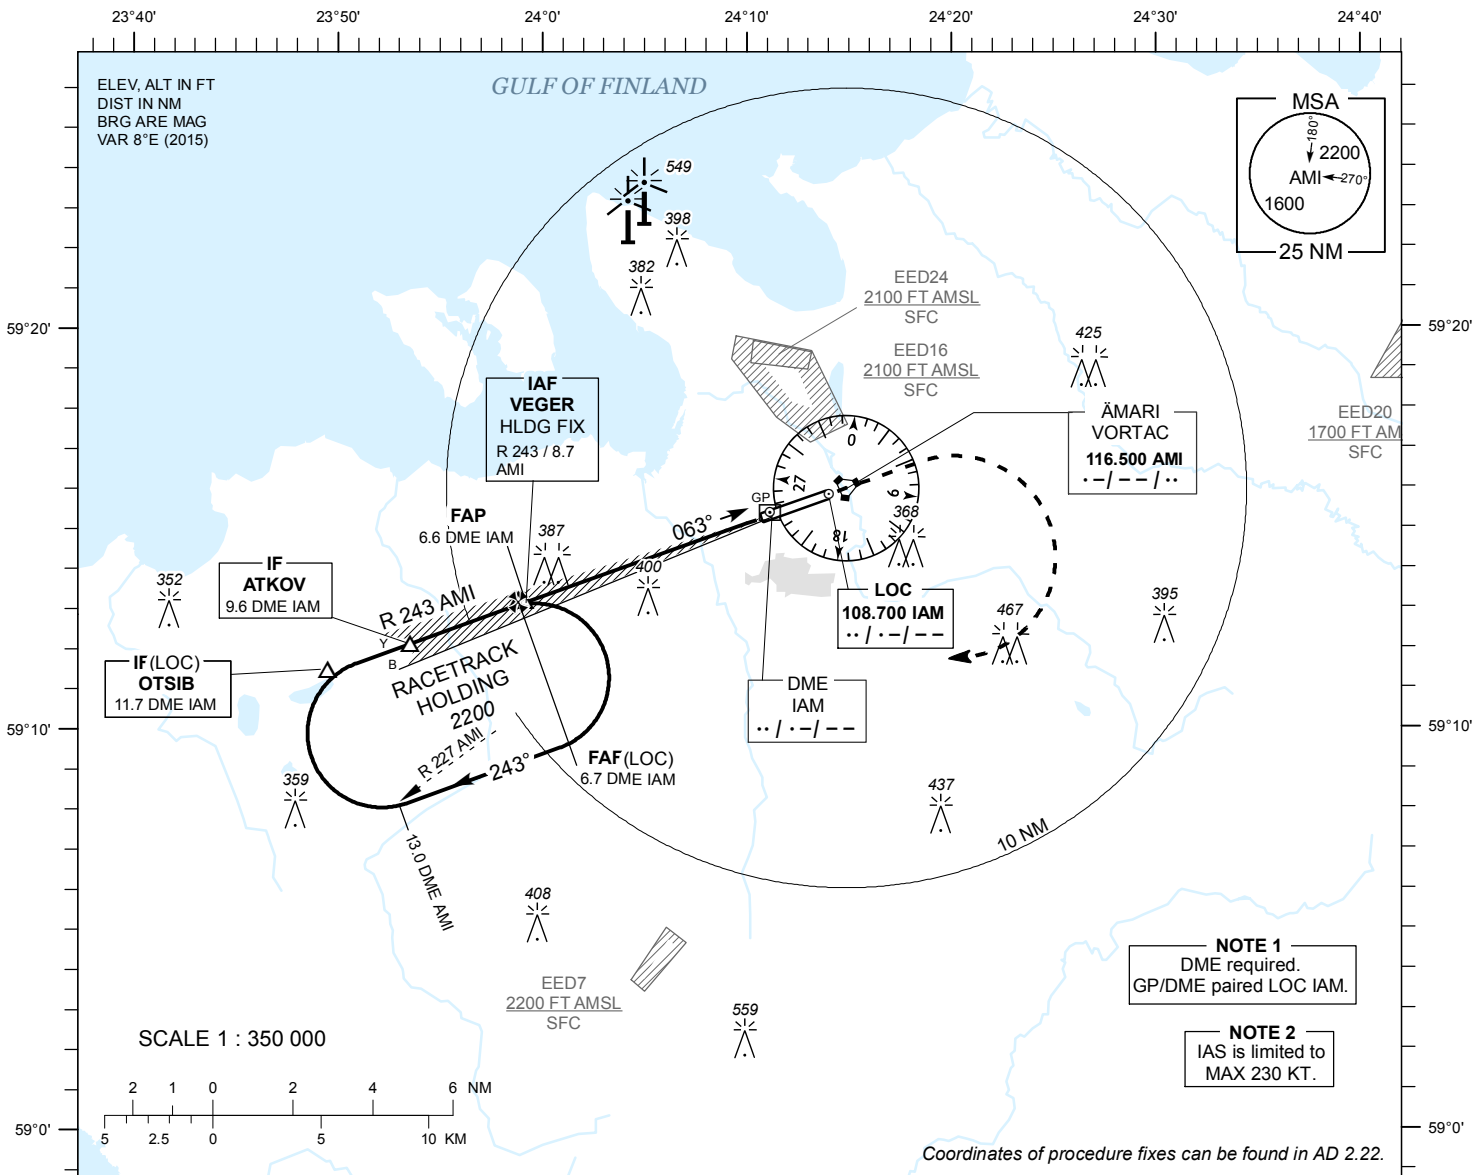 23°40'
23°50'
24°0'
24°10'
24°20'
24°30'
24°40'
ELEV, ALT IN FT
DIST IN NM
BRG ARE MAG
VAR 8°E (2015)
GULF OF FINLAND
MSA
180°
2200
AMI
270°
1600
25 NM
549
398
382
EED24
2100 FT AMSL
SFC
EED16
2100 FT AMSL
SFC
425
59°20'
59°20'
EED20
1700 FT AM
SFC
IAF
VEGER
HLDG FIX
R 243 / 8.7
AMI
ÄMARI
VORTAC
116.500 AMI
·–/––/··
0
27
9
18
GP
063°
368
FAP
6.6 DME IAM
387
400
352
IF
ATKOV
9.6 DME IAM
R 243 AMI
Y
B
LOC
108.700 IAM
··/·–/––
467
395
IF(LOC)
OTSIB
11.7 DME IAM
RACETRACK
HOLDING
2200
R 227 AMI
243°
DME
IAM
··/·–/––
59°10'
59°10'
FAF(LOC)
6.7 DME IAM
359
437
10 NM
13.0 DME AMI
408
EED7
2200 FT AMSL
SFC
559
NOTE 1
DME required.
GP/DME paired LOC IAM.
NOTE 2
IAS is limited to
MAX 230 KT.
SCALE 1 : 350 000
2 1 0 2 4 6 NM
5 2.5 0 5 10 KM
59°0'
59°0'
Coordinates of procedure fixes can be found in AD 2.22.